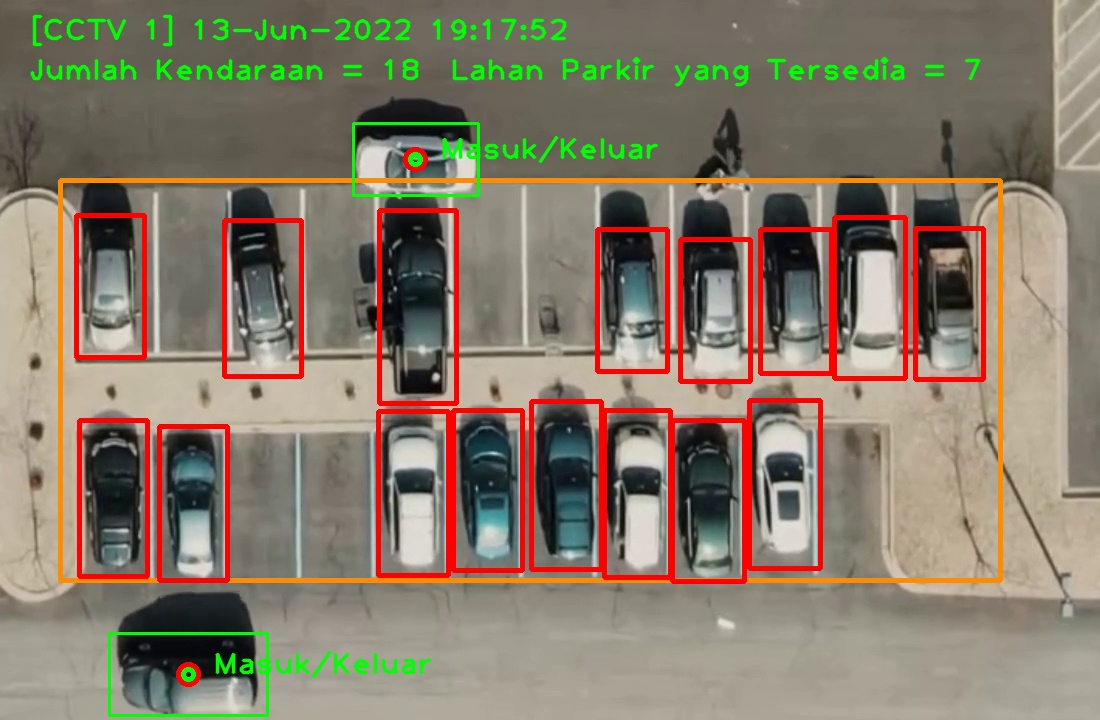 [CCTV 1] 13-Jun-2022 19:17:52
Jumlah Kendaraan = 18 Lahan Parkir yang Tersedia = 7
Masuk/Keluar
Masuk/Keluar